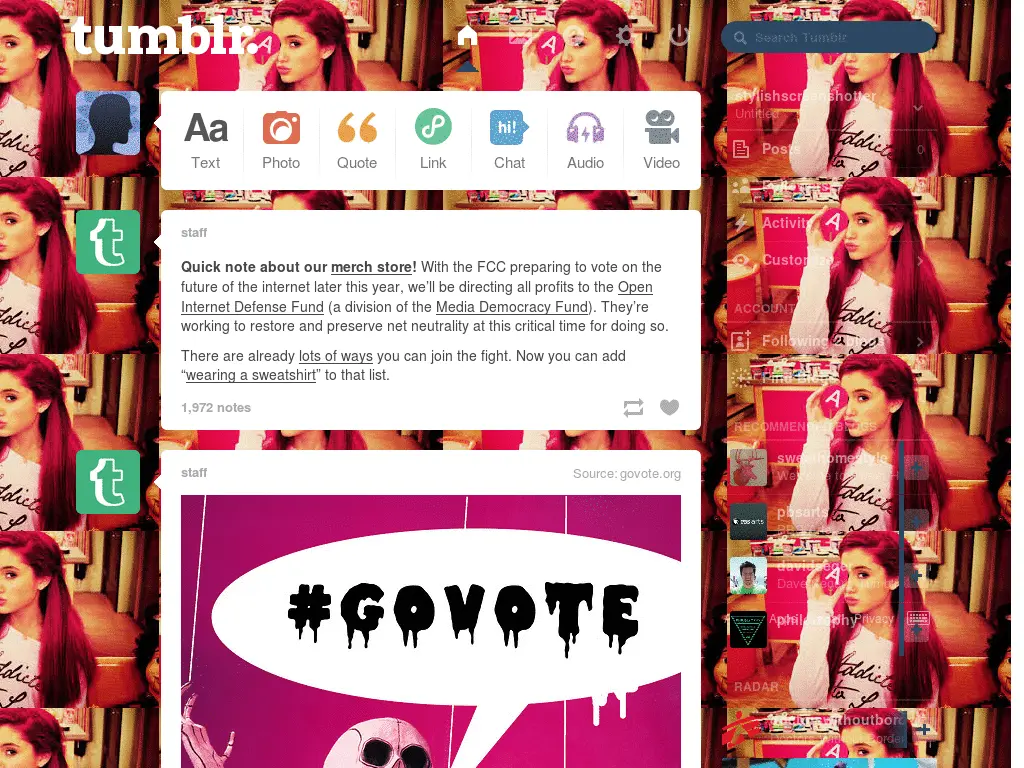 tumblr.
Search Tumblr
Aa
Text
Photo
Quote
Link
hi!
Chat
Audio
Video
staff
Quick note about our merch store! With the FCC preparing to vote on the
future of the internet later this year, we’ll be directing all profits to the Open
Internet Defense Fund (a division of the Media Democracy Fund). They’re
working to restore and preserve net neutrality at this critical time for doing so.
There are already lots of ways you can join the fight. Now you can add
“wearing a sweatshirt” to that list.
1,972 notes
staff
Source: govote.org
#GOVOTE
stylishscreenshotter
Untitled
Posts
0
Activity
Customize
ACCOUNT
Following
RECOMMENDED BLOGS
sweethomestyle
pbsarts
Privacy
RADAR